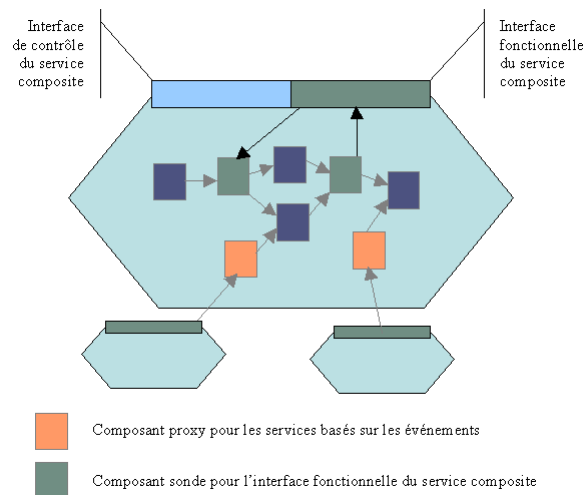 Interface
de contrôle
du service
composite
Interface
fonctionnelle
du service
composite
Composant proxy pour les services basés sur les événements
Composant sonde pour l'interface fonctionnelle du service composite